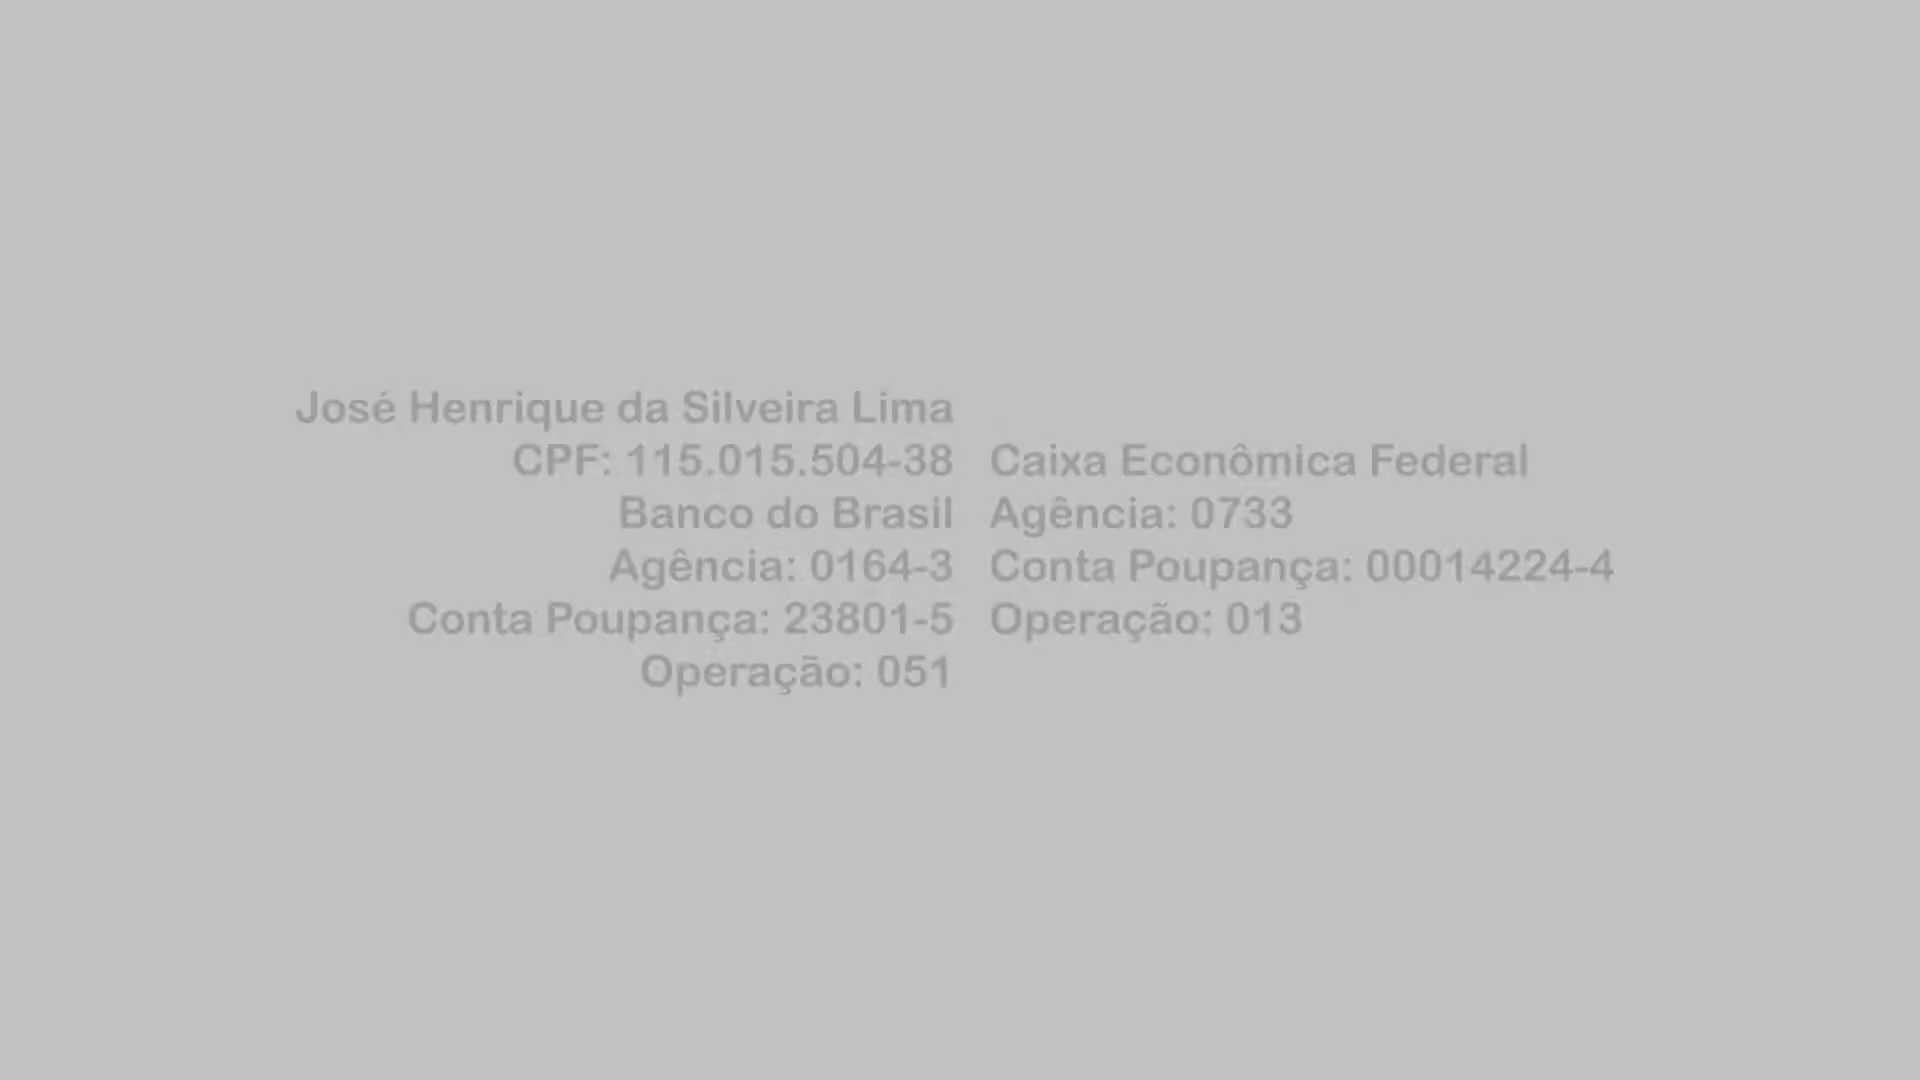 José Henrique da Silveira Lima
CPF: 115.015.504-38
Banco do Brasil
Agência: 0164-3
Conta Poupança: 23801-5
Operação: 051
Caixa Econômica Federal
Agência: 0733
Conta Poupança: 00014224-4
Operação: 013